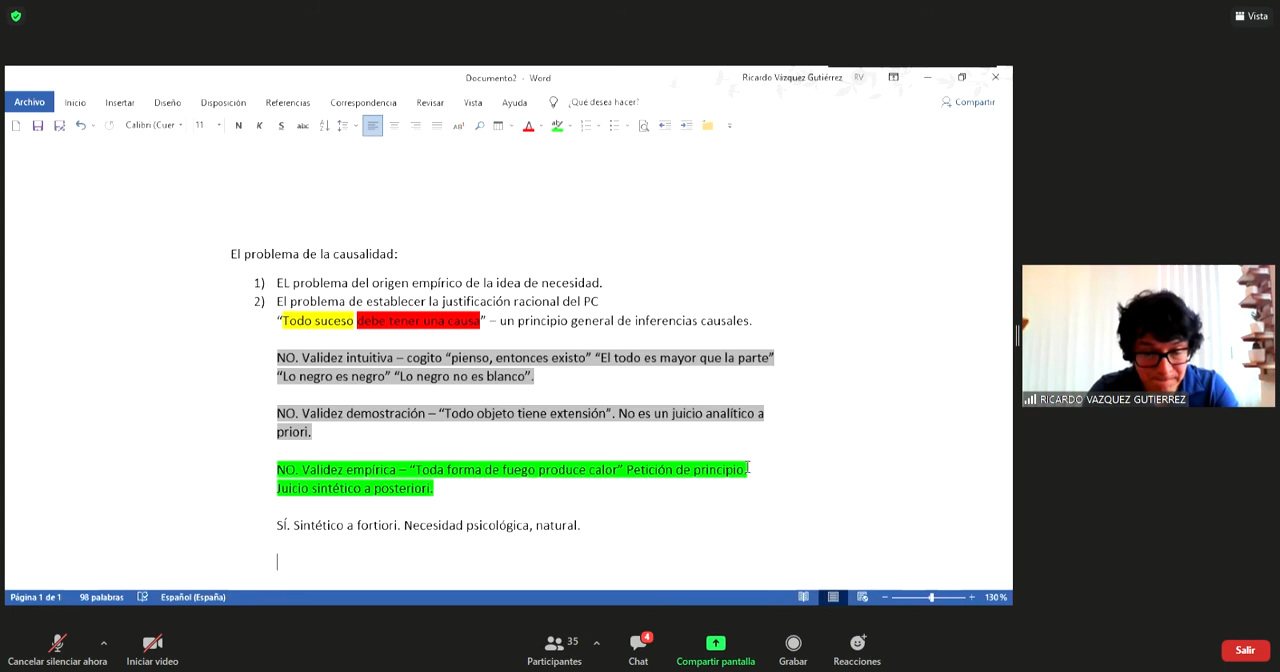 Vista
Documento2 - Word
Ricardo Vázquez Gutiérrez RV
Archivo Inicio Insertar Diseño Disposición Referencias Correspondencia Revisar Vista Ayuda ¿Qué desea hacer? Compartir
Calibri (Cuer 11 N K S abc
El problema de la causalidad:
1) EL problema del origen empírico de la idea de necesidad.
2) El problema de establecer la justificación racional del PC
“Todo suceso debe tener una causa” – un principio general de inferencias causales.
NO. Validez intuitiva – cogito “pienso, entonces existo” “El todo es mayor que la parte”
“Lo negro es negro” “Lo negro no es blanco”.
NO. Validez demostración – “Todo objeto tiene extensión”. No es un juicio analítico a
priori.
NO. Validez empírica – “Toda forma de fuego produce calor” Petición de principio.
Juicio sintético a posteriori.
SÍ. Sintético a fortiori. Necesidad psicológica, natural.
RICARDO VAZQUEZ GUTIERREZ
Página 1 de 1 98 palabras Español (España) 130 %
Cancelar silenciar ahora Iniciar video Participantes 35 Chat 4 Compartir pantalla Grabar Reacciones Salir